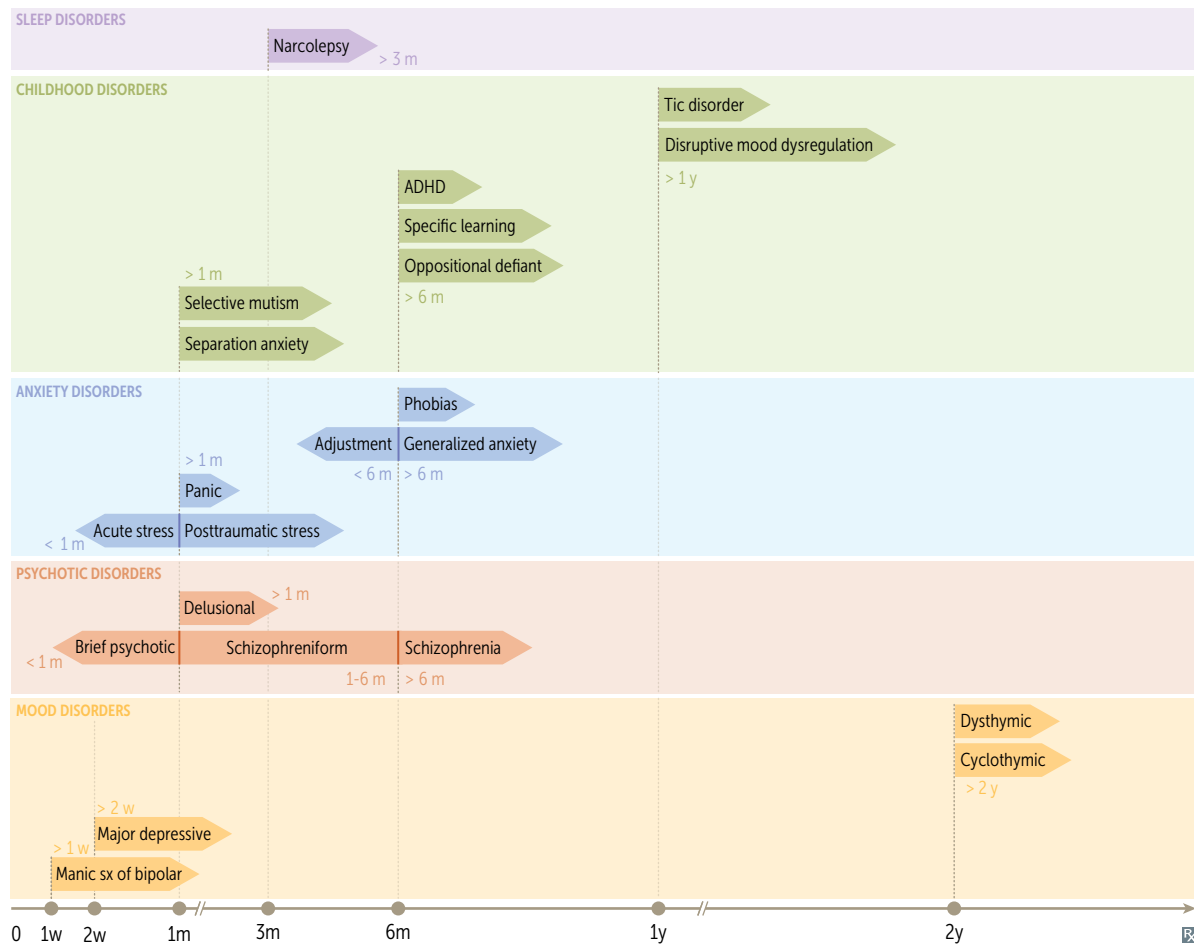 SLEEP DISORDERS
Narcolepsy
> 3 m
CHILDHOOD DISORDERS
Tic disorder
Disruptive mood dysregulation
> 1 y
ADHD
Specific learning
Oppositional defiant
> 6 m
> 1 m
Selective mutism
Separation anxiety
ANXIETY DISORDERS
Phobias
Adjustment Generalized anxiety
< 6 m > 6 m
> 1 m
Panic
Acute stress Posttraumatic stress
< 1 m
PSYCHOTIC DISORDERS
Delusional
> 1 m
Brief psychotic Schizophreniform Schizophrenia
< 1 m
1-6 m > 6 m
MOOD DISORDERS
Dysthymic
Cyclothymic
> 2 y
> 2 w
Major depressive
> 1 w
Manic sx of bipolar
0 1w 2w 1m 3m 6m 1y 2y